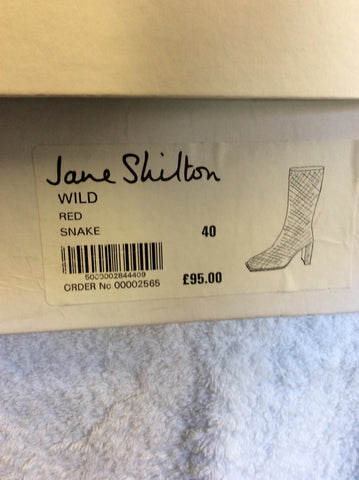 Jane Shilton
WILD
RED
SNAKE 40
5000002844409
ORDER No 00002565 £95.00